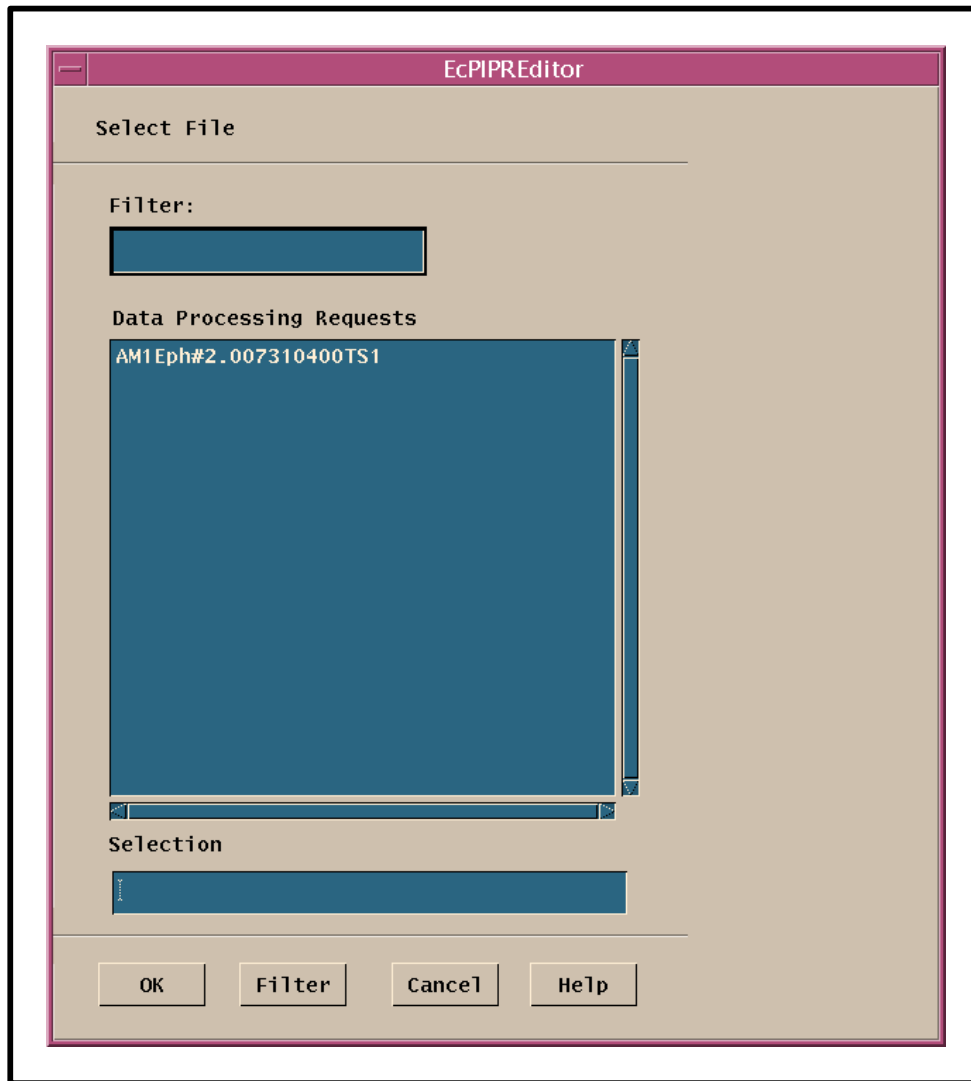 EcPlPREditor
Select File
Filter:
Data Processing Requests
AM1Eph#2.007310400TS1
Selection
OK Filter Cancel Help